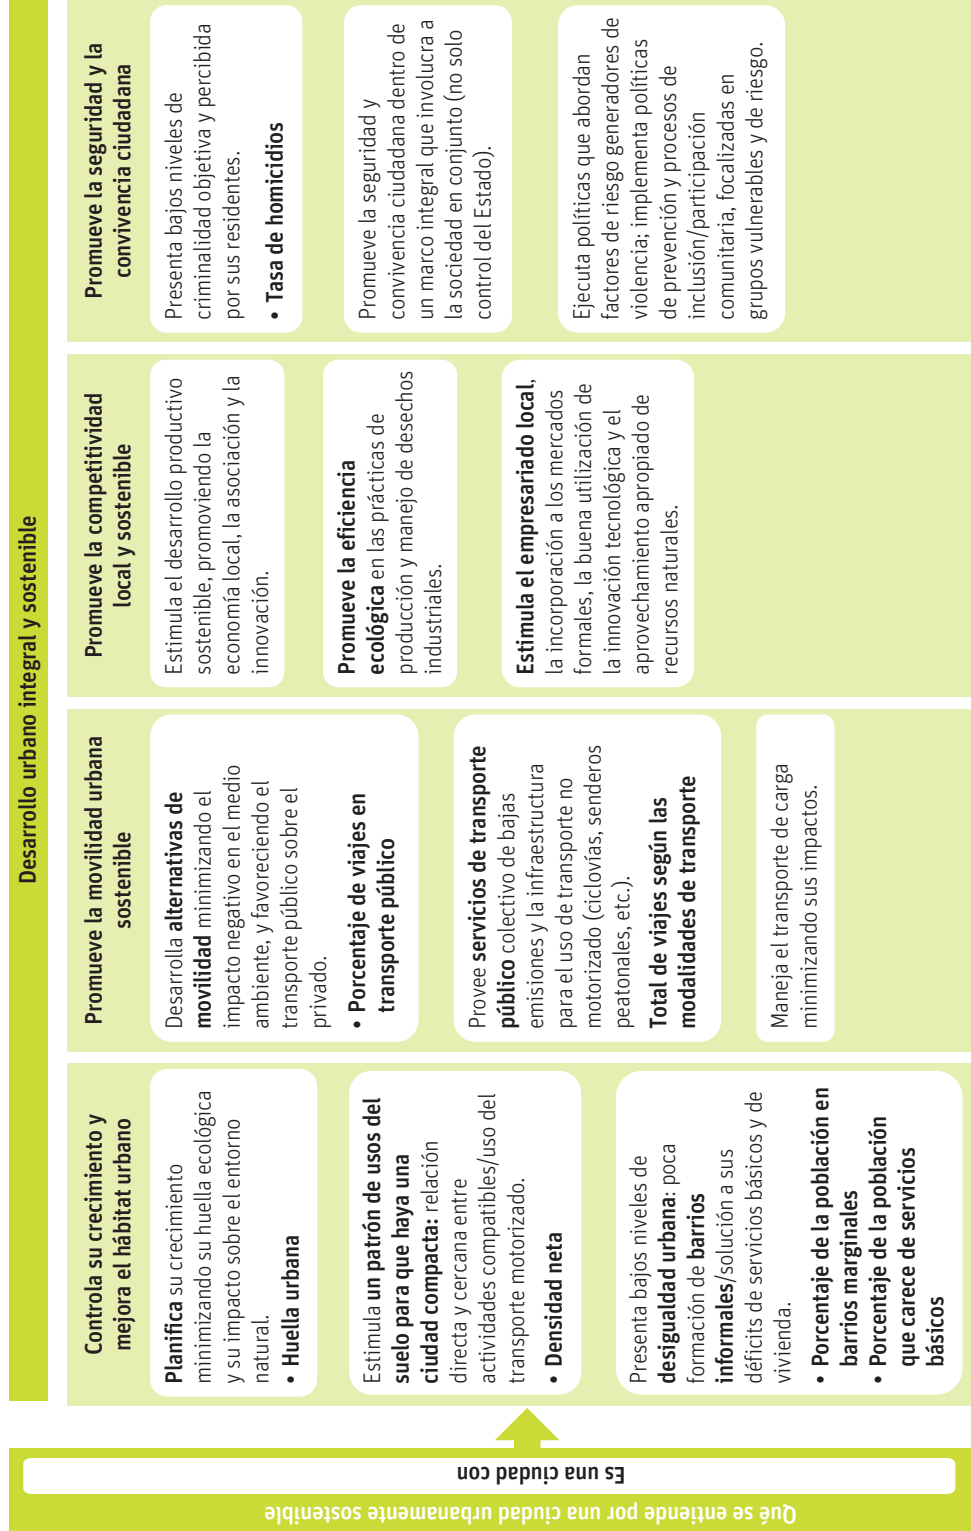 Qué se entiende por una ciudad urbanamente sostenible
Es una ciudad con
Desarrollo urbano integral y sostenible
Controla su crecimiento y
mejora el hábitat urbano
Planifica su crecimiento
minimizando su huella ecológica
y su impacto sobre el entorno
natural.
• Huella urbana
Estimula un patrón de usos del
suelo para que haya una
ciudad compacta: relación
directa y cercana entre
actividades compatibles/uso del
transporte motorizado.
• Densidad neta
Presenta bajos niveles de
desigualdad urbana: poca
formación de barrios
informales/solución a sus
déficits de servicios básicos y de
vivienda.
• Porcentaje de la población en
barrios marginales
• Porcentaje de la población
que carece de servicios
básicos
Promueve la movilidad urbana
sostenible
Desarrolla alternativas de
movilidad minimizando el
impacto negativo en el medio
ambiente, y favoreciendo el
transporte público sobre el
privado.
• Porcentaje de viajes en
transporte público
Provee servicios de transporte
público colectivo de bajas
emisiones y la infraestructura
para el uso de transporte no
motorizado (ciclovías, senderos
peatonales, etc.).
Total de viajes según las
modalidades de transporte
Maneja el transporte de carga
minimizando sus impactos.
Promueve la competitividad
local y sostenible
Estimula el desarrollo productivo
sostenible, promoviendo la
economía local, la asociación y la
innovación.
Promueve la eficiencia
ecológica en las prácticas de
producción y manejo de desechos
industriales.
Estimula el empresariado local,
la incorporación a los mercados
formales, la buena utilización de
la innovación tecnológica y el
aprovechamiento apropiado de
recursos naturales.
Promueve la seguridad y la
convivencia ciudadana
Presenta bajos niveles de
criminalidad objetiva y percibida
por sus residentes.
• Tasa de homicidios
Promueve la seguridad y
convivencia ciudadana dentro de
un marco integral que involucra a
la sociedad en conjunto (no solo
control del Estado).
Ejecuta políticas que abordan
factores de riesgo generadores de
violencia; implementa políticas
de prevención y procesos de
inclusión/participación
comunitaria, focalizadas en
grupos vulnerables y de riesgo.